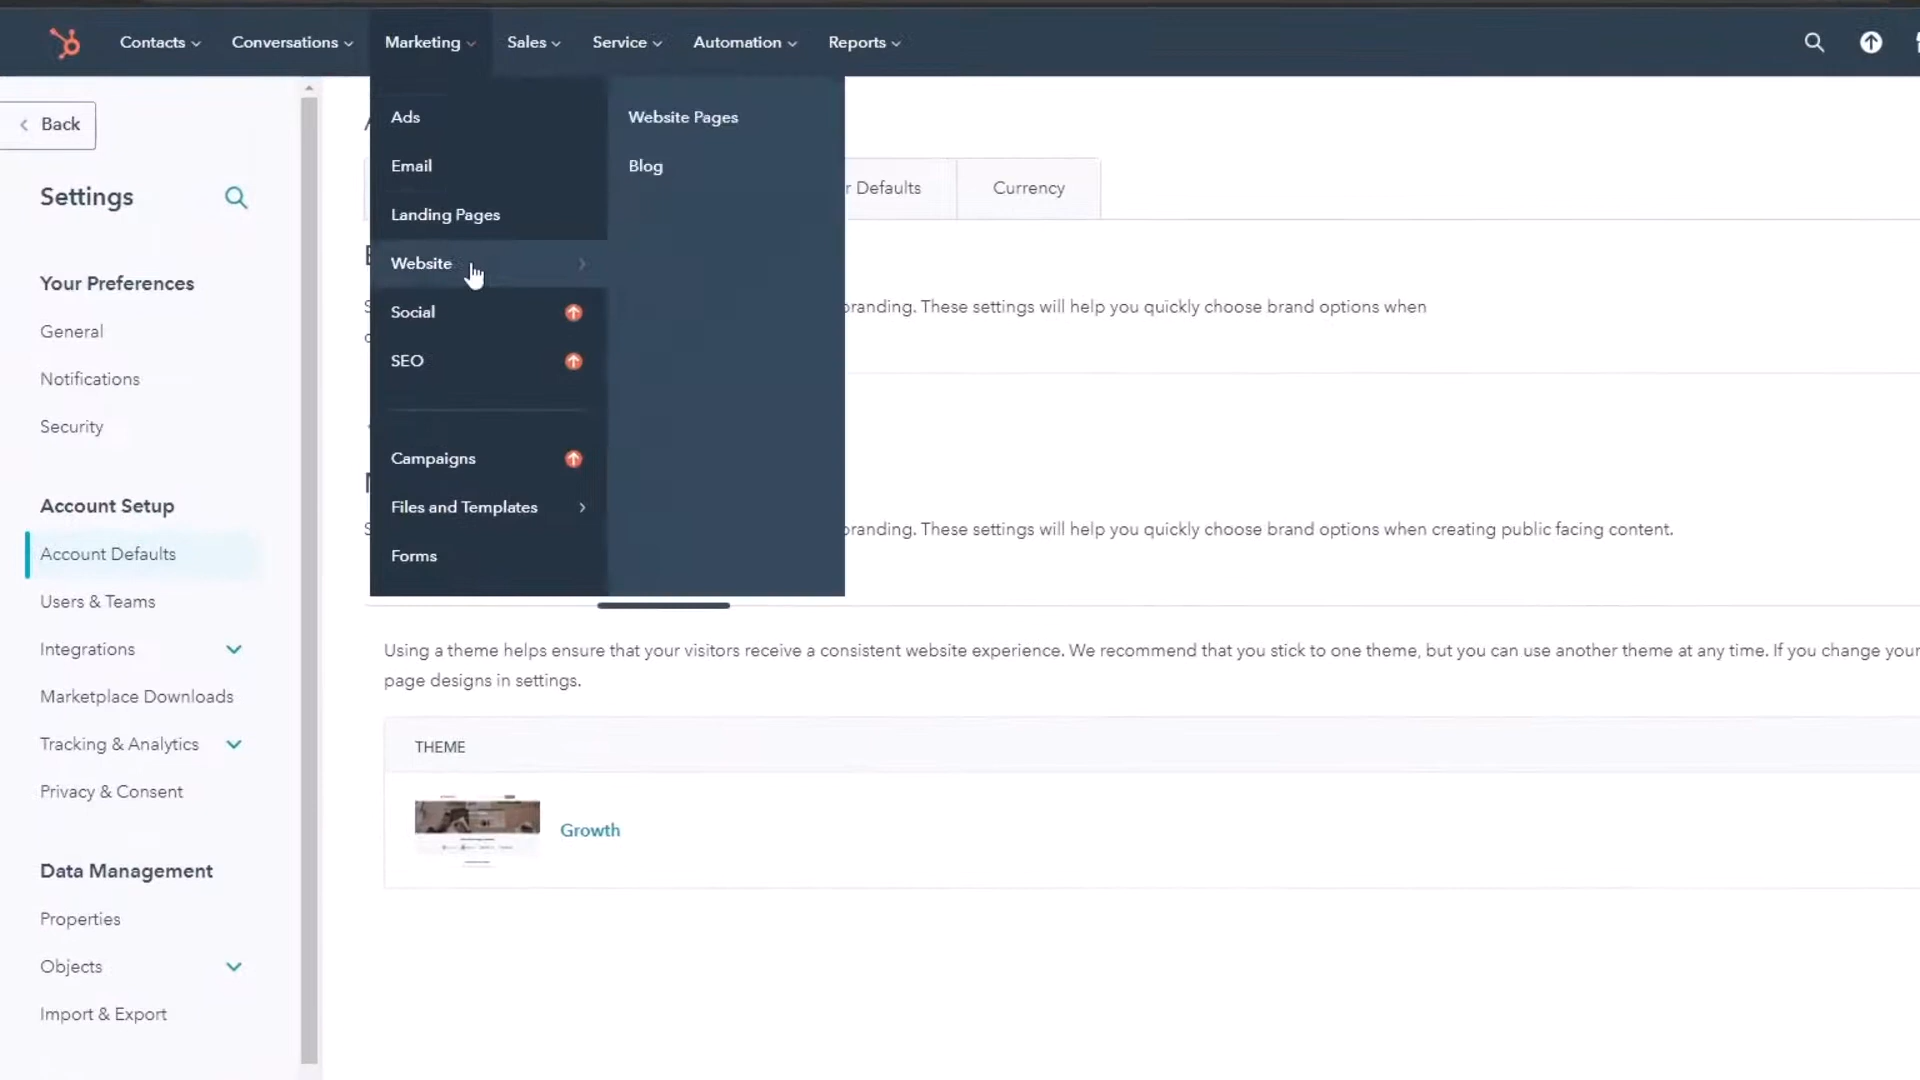 Contacts
Conversations
Marketing
Sales
Service
Automation
Reports
Back
Settings
Your Preferences
General
Notifications
Security
Account Setup
Account Defaults
Users & Teams
Integrations
Marketplace Downloads
Tracking & Analytics
Privacy & Consent
Data Management
Properties
Objects
Import & Export
Ads
Email
Landing Pages
Website
Social
SEO
Campaigns
Files and Templates
Forms
Website Pages
Blog
r Defaults
Currency
branding. These settings will help you quickly choose brand options when
branding. These settings will help you quickly choose brand options when creating public facing content.
Using a theme helps ensure that your visitors receive a consistent website experience. We recommend that you stick to one theme, but you can use another theme at any time. If you change your
page designs in settings.
THEME
Growth